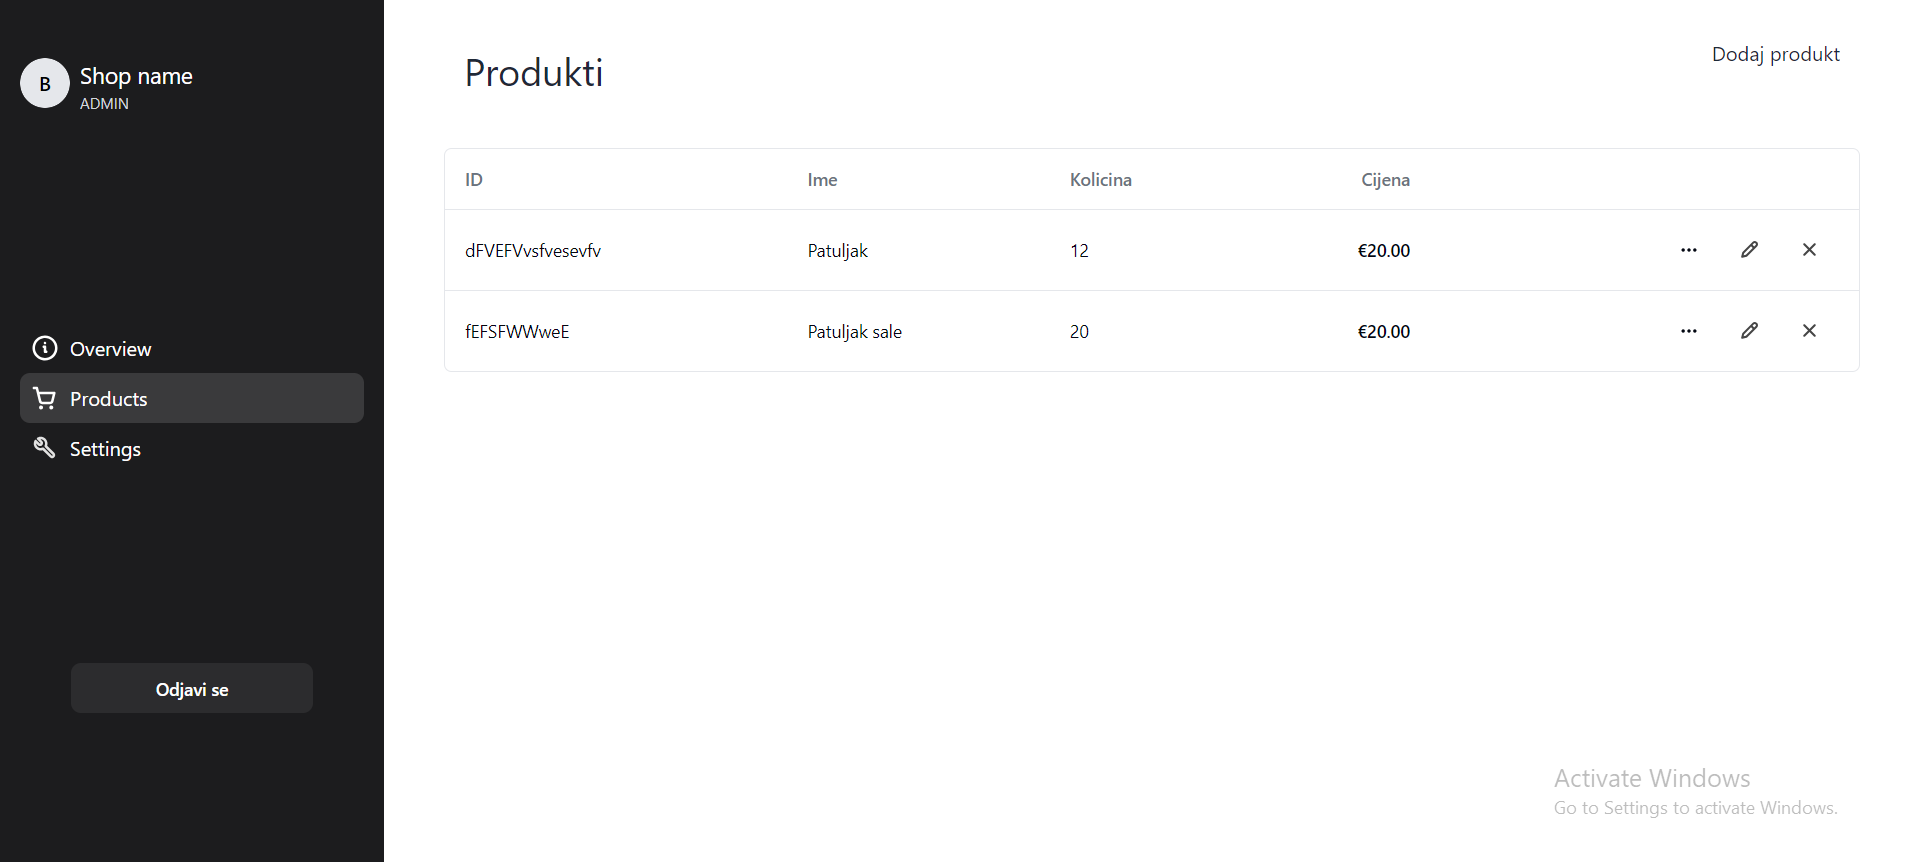 B
Shop name
ADMIN
Overview
Products
Settings
Odjavi se
Produkti
Dodaj produkt
ID Ime Kolicina Cijena
dFVEFVvsfvesevfv Patuljak 12 €20.00
fEFSFWWweE Patuljak sale 20 €20.00
Activate Windows
Go to Settings to activate Windows.